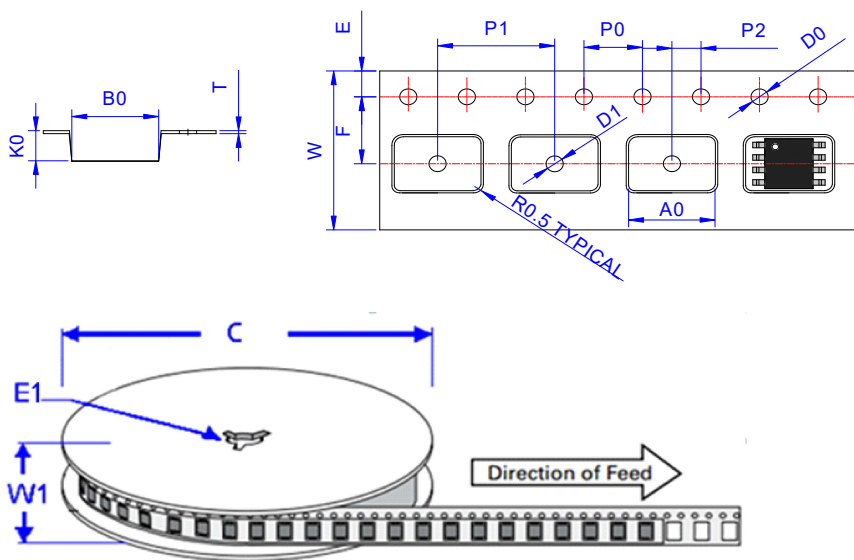 E
P1
P0
P2
D0
T
B0
K0
W
F
D1
A0
R0.5 TYPICAL
C
E1
W1
Direction of Feed